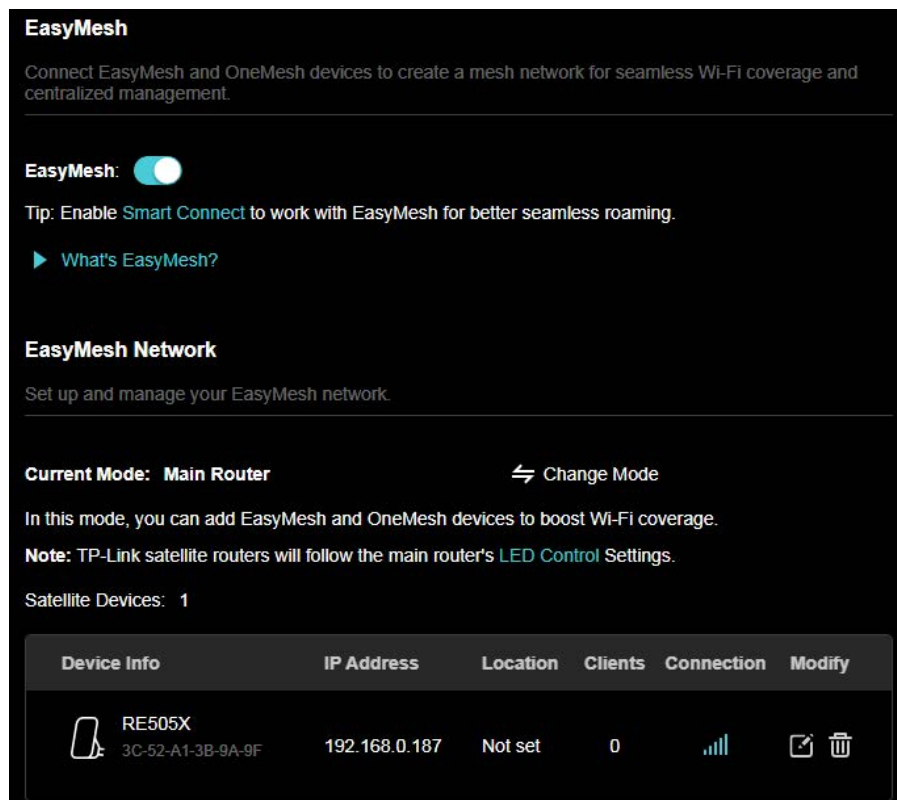 EasyMesh
Connect EasyMesh and OneMesh devices to create a mesh network for seamless Wi-Fi coverage and
centralized management.
EasyMesh:
Tip: Enable Smart Connect to work with EasyMesh for better seamless roaming.
What's EasyMesh?
EasyMesh Network
Set up and manage your EasyMesh network.
Current Mode: Main Router Change Mode
In this mode, you can add EasyMesh and OneMesh devices to boost Wi-Fi coverage.
Note: TP-Link satellite routers will follow the main router's LED Control Settings.
Satellite Devices: 1
Device Info IP Address Location Clients Connection Modify
RE505X
3C-52-A1-3B-9A-9F 192.168.0.187 Not set 0